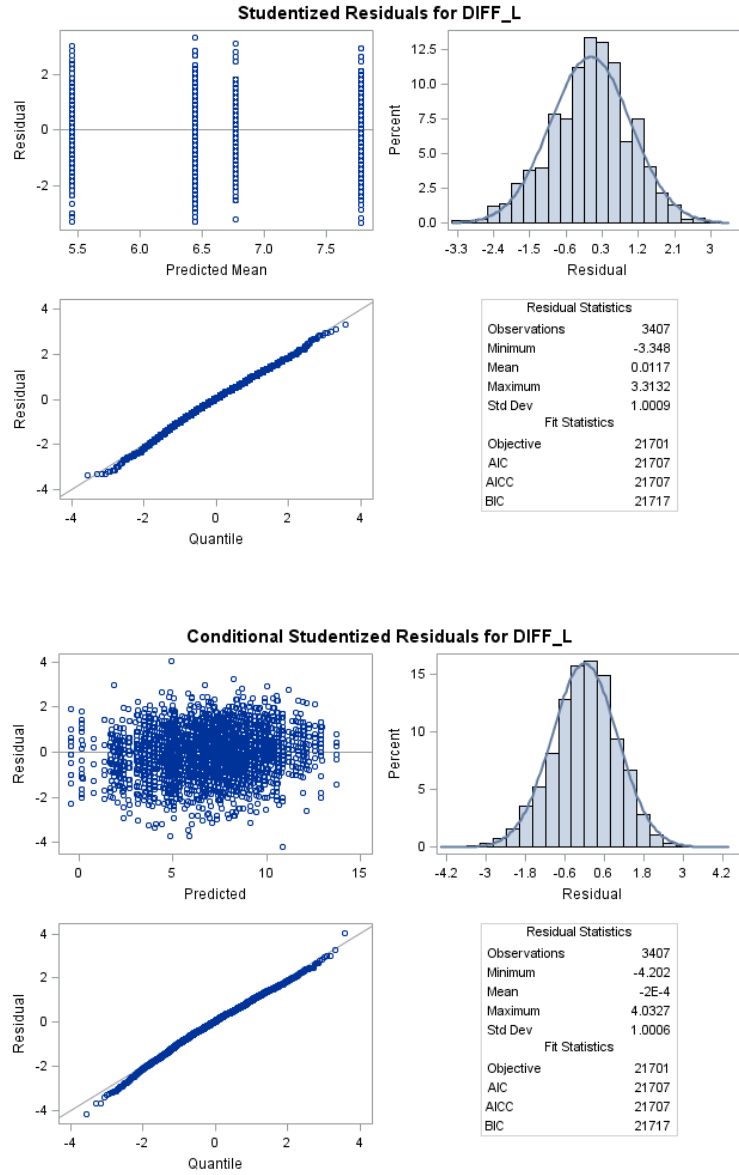 Studentized Residuals for DIFF_L
Residual
2
0
-2
5.5 6.0 6.5 7.0 7.5
Predicted Mean
Percent
12.5
10.0
7.5
5.0
2.5
0.0
-3.3 -2.4 -1.5 -0.6 0.3 1.2 2.1 3
Residual
Residual
4
2
0
-2
-4
-4 -2 0 2 4
Quantile
Residual Statistics
Observations 3407
Minimum -3.348
Mean 0.0117
Maximum 3.3132
Std Dev 1.0009
Fit Statistics
Objective 21701
AIC 21707
AICC 21707
BIC 21717
Conditional Studentized Residuals for DIFF_L
Residual
4
2
0
-2
-4
0 5 10 15
Predicted
Percent
15
10
5
0
-4.2 -3 -1.8 -0.6 0.6 1.8 3 4.2
Residual
Residual
4
2
0
-2
-4
-4 -2 0 2 4
Quantile
Residual Statistics
Observations 3407
Minimum -4.202
Mean -2E-4
Maximum 4.0327
Std Dev 1.0006
Fit Statistics
Objective 21701
AIC 21707
AICC 21707
BIC 21717